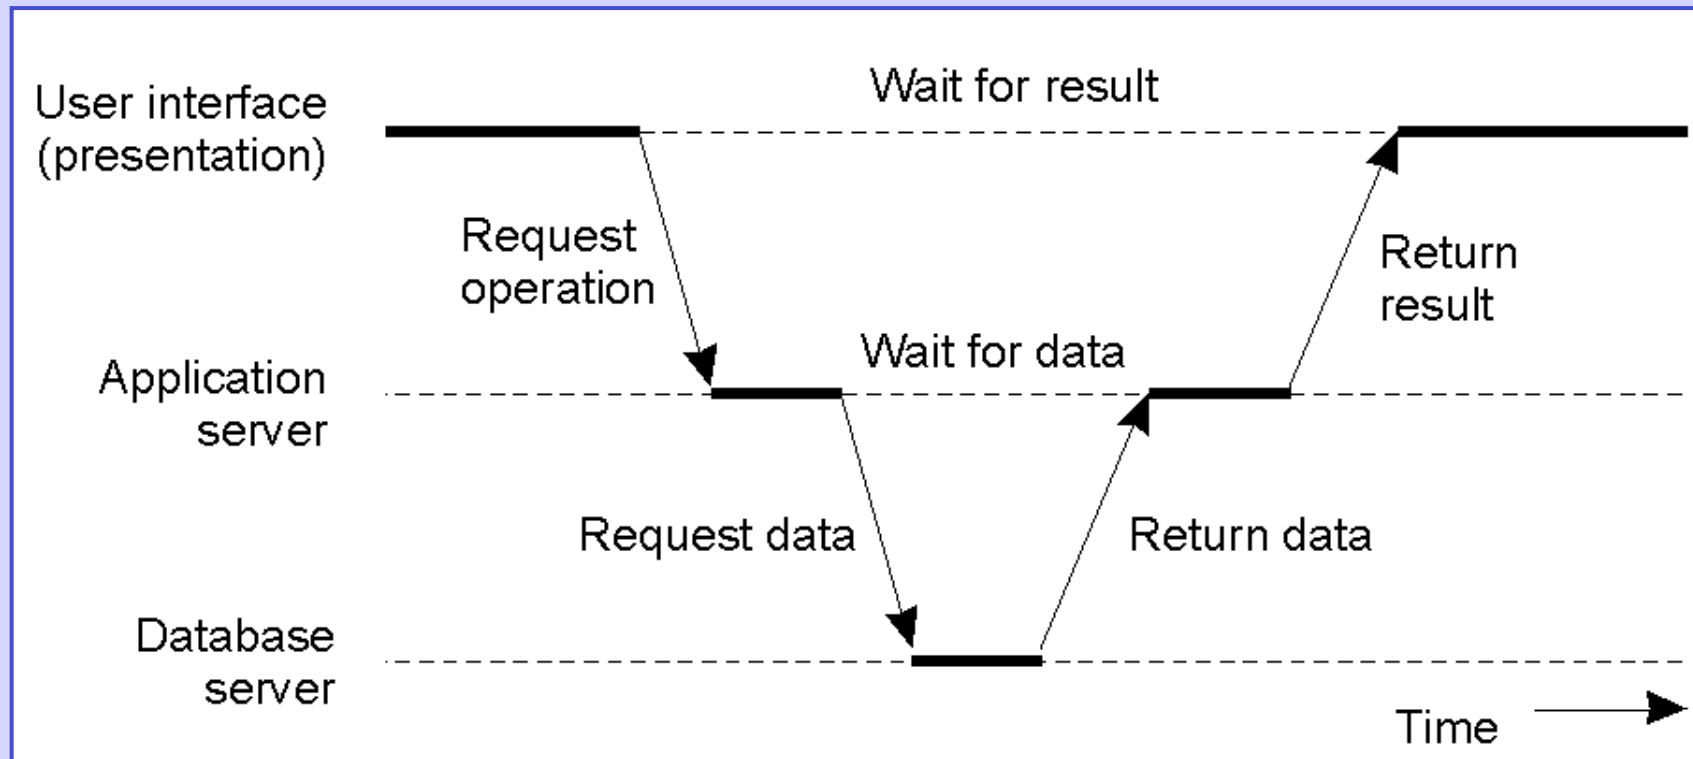 User interface
(presentation)
Wait for result
Request
operation
Return
result
Application
server
Wait for data
Request data
Return data
Database
server
Time